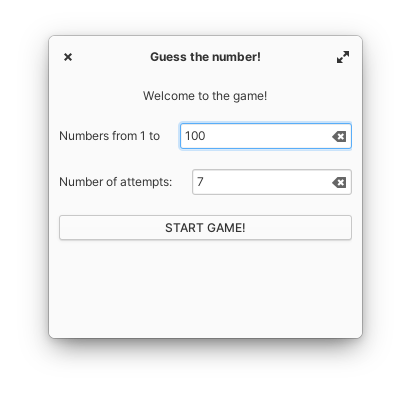 Guess the number!
Welcome to the game!
Numbers from 1 to 100
Number of attempts: 7
START GAME!